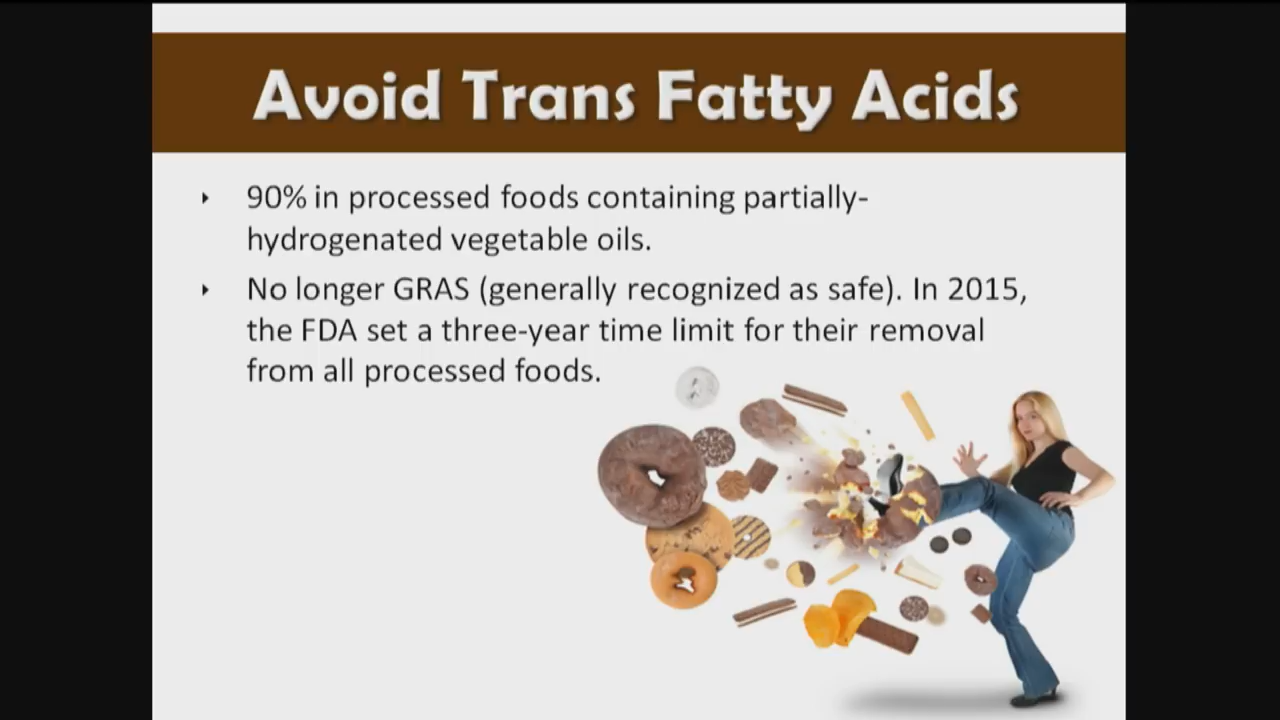 Avoid Trans Fatty Acids
‣ 90% in processed foods containing partially-
hydrogenated vegetable oils.
‣ No longer GRAS (generally recognized as safe). In 2015,
the FDA set a three-year time limit for their removal
from all processed foods.